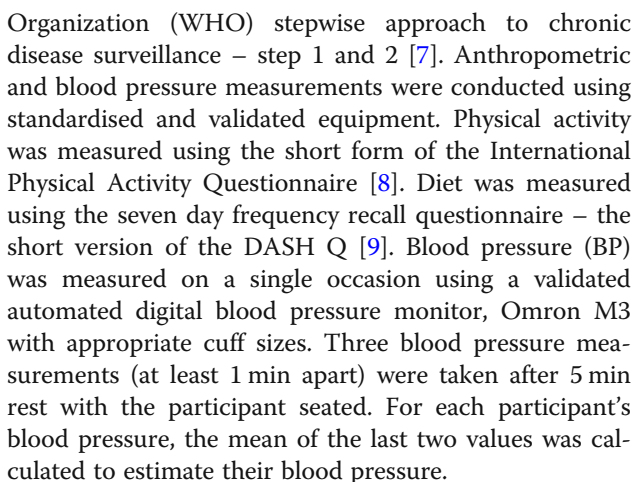 Organization (WHO) stepwise approach to chronic
disease surveillance – step 1 and 2 [7]. Anthropometric
and blood pressure measurements were conducted using
standardised and validated equipment. Physical activity
was measured using the short form of the International
Physical Activity Questionnaire [8]. Diet was measured
using the seven day frequency recall questionnaire – the
short version of the DASH Q [9]. Blood pressure (BP)
was measured on a single occasion using a validated
automated digital blood pressure monitor, Omron M3
with appropriate cuff sizes. Three blood pressure mea-
surements (at least 1 min apart) were taken after 5 min
rest with the participant seated. For each participant's
blood pressure, the mean of the last two values was cal-
culated to estimate their blood pressure.